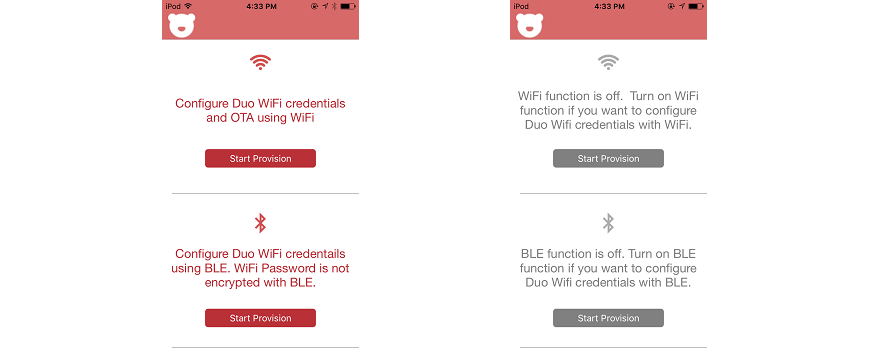 iPod 4:33 PM
Configure Duo WiFi credentials
and OTA using WiFi
Start Provision
Configure Duo WiFi credentails
using BLE. WiFi Password is not
encrypted with BLE.
Start Provision
iPod 4:33 PM
WiFi function is off. Turn on WiFi
function if you want to configure
Duo Wifi credentials with WiFi.
Start Provision
BLE function is off. Turn on BLE
function if you want to configure
Duo Wifi credentials with BLE.
Start Provision